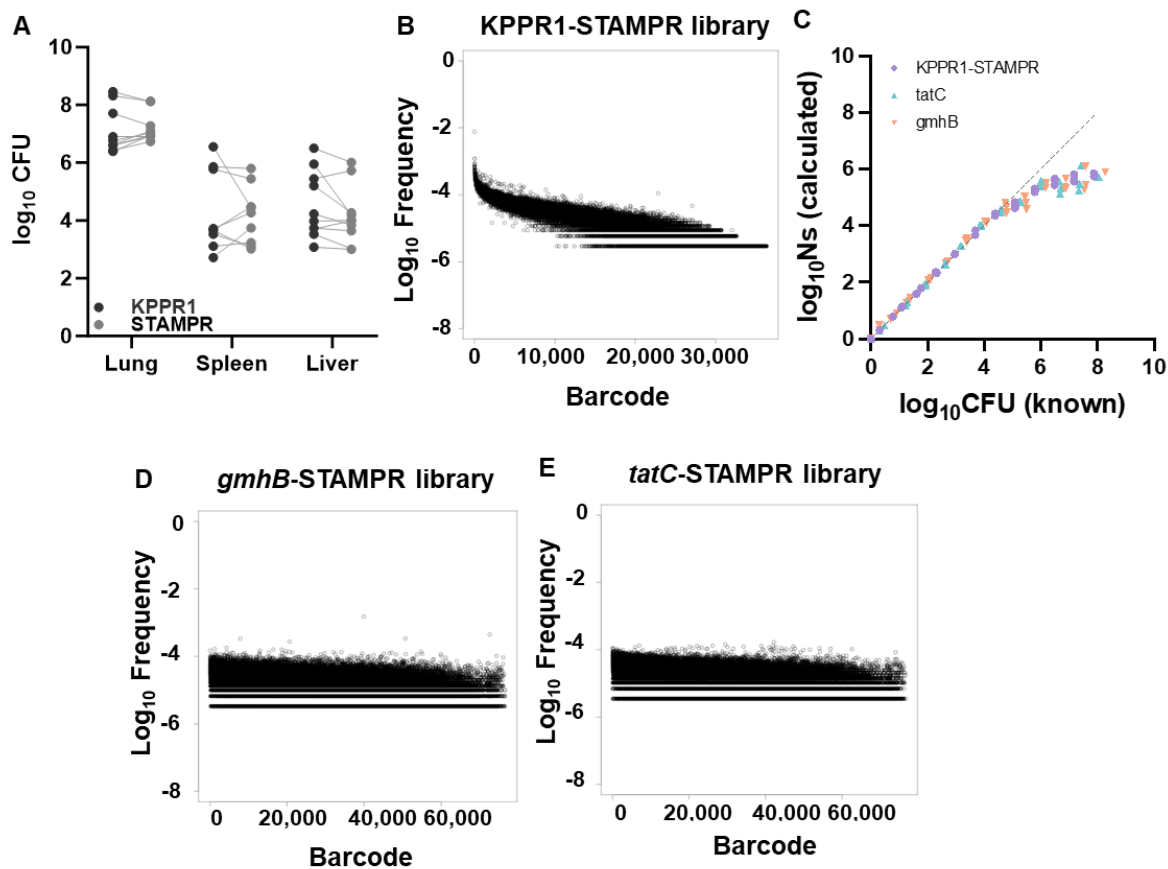 A
log10 CFU
10
8
6
4
2
0
KPPR1
STAMPR
Lung Spleen Liver
B
KPPR1-STAMPR library
Log10 Frequency
0
-2
-4
-6
-8
0 10,000 20,000 30,000
Barcode
C
log10Ns (calculated)
10
8
6
4
2
0
KPPR1-STAMPR
tatC
gmhB
0 2 4 6 8 10
log10CFU (known)
D
gmhB-STAMPR library
Log10 Frequency
0
-2
-4
-6
-8
0 20,000 40,000 60,000
Barcode
E
tatC-STAMPR library
Log10 Frequency
0
-2
-4
-6
-8
0 20,000 40,000 60,000
Barcode